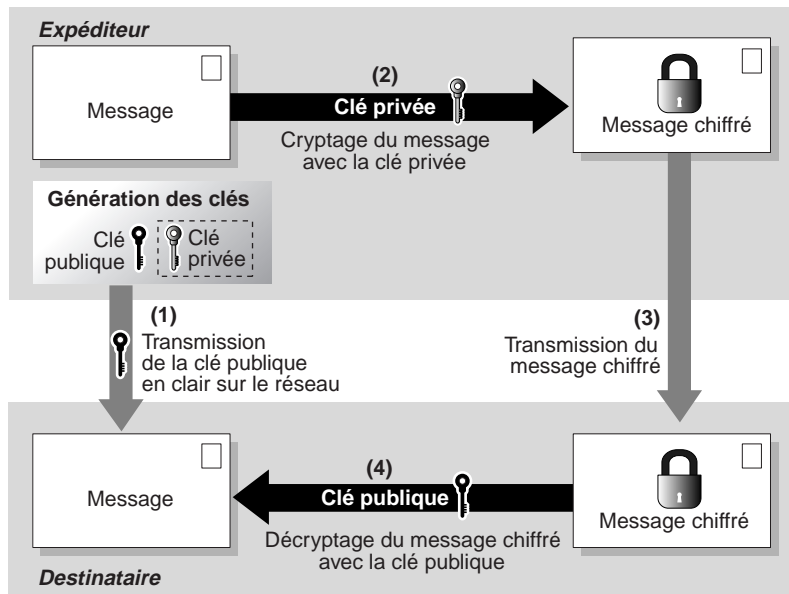 Expéditeur
Message
(2)
Clé privée
Cryptage du message
avec la clé privée
Message chiffré
Génération des clés
Clé
publique
Clé
privée
(1)
Transmission
de la clé publique
en clair sur le réseau
(3)
Transmission du
message chiffré
Message
(4)
Clé publique
Décryptage du message chiffré
avec la clé publique
Message chiffré
Destinataire